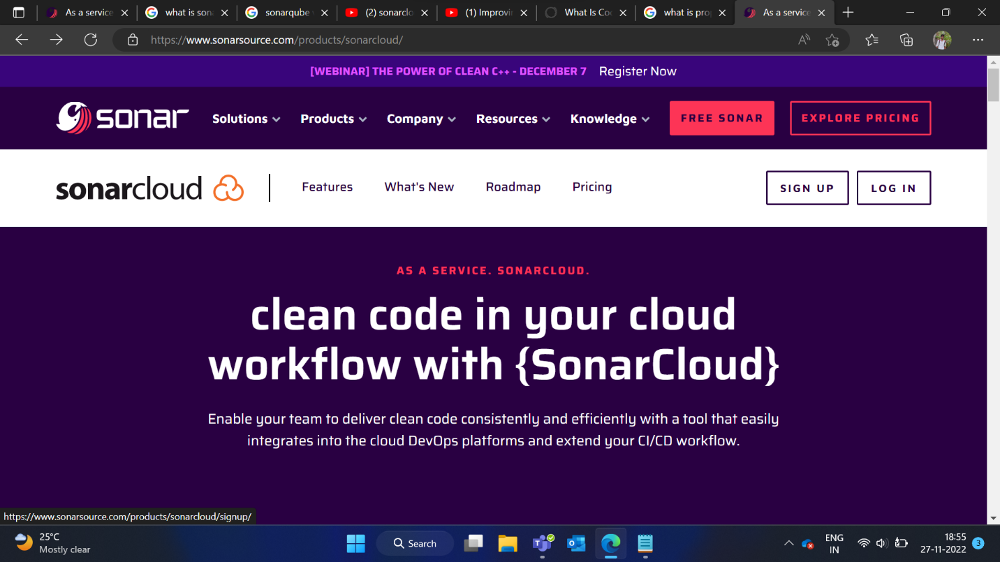 As a service
what is son
sonarqube
(2) sonarclo
(1) Improvin
What Is Co
what is pro
As a service
https://www.sonarsource.com/products/sonarcloud/
[WEBINAR] THE POWER OF CLEAN C++ - DECEMBER 7 Register Now
sonar
Solutions Products Company Resources Knowledge FREE SONAR EXPLORE PRICING
sonarcloud
Features What's New Roadmap Pricing SIGN UP LOG IN
AS A SERVICE. SONARCLOUD.
clean code in your cloud
workflow with {SonarCloud}
Enable your team to deliver clean code consistently and efficiently with a tool that easily
integrates into the cloud DevOps platforms and extend your CI/CD workflow.
https://www.sonarsource.com/products/sonarcloud/signup/
25°C
Mostly clear
Search
ENG
IN
18:55
27-11-2022
3